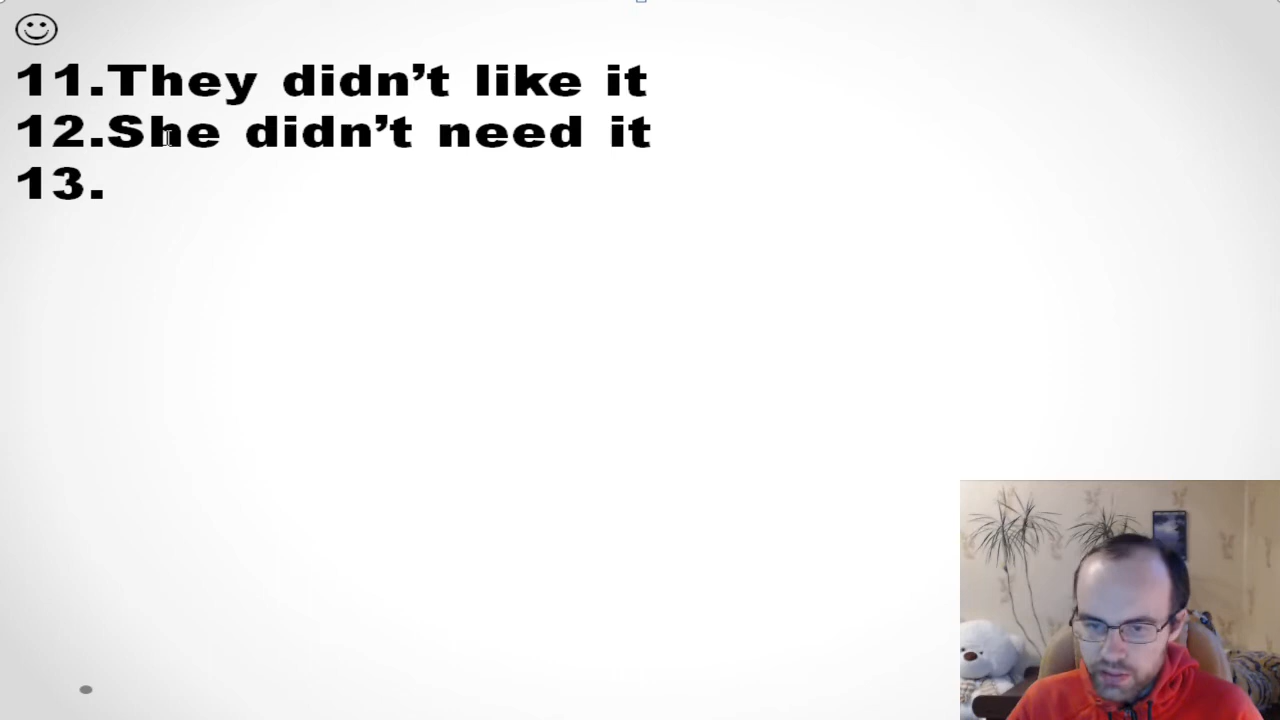 11.They didn’t like it
12.She didn’t need it
13.